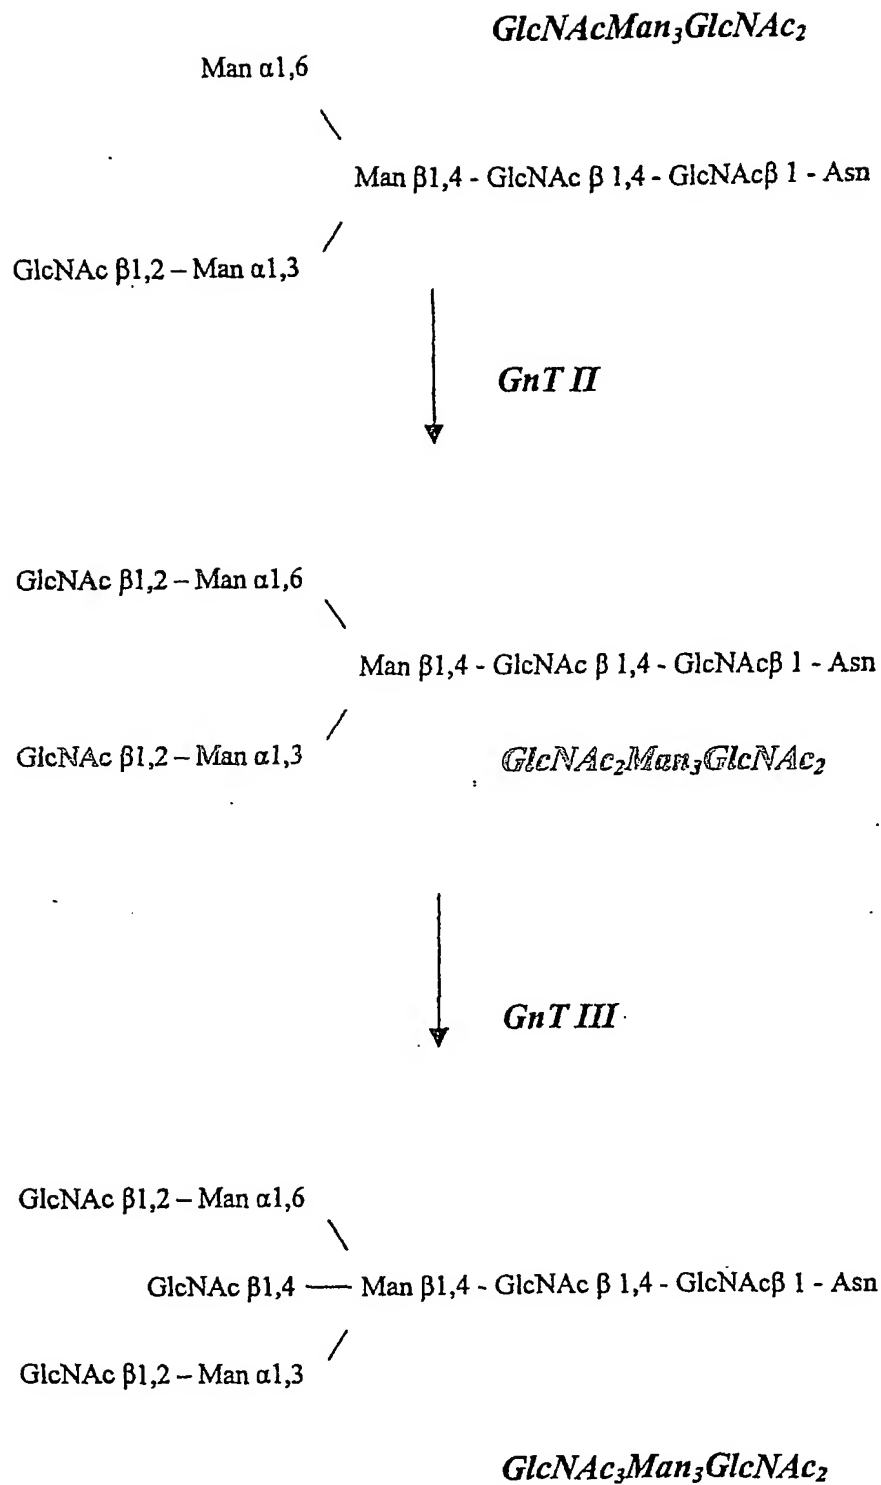 GlcNAcMan₃GlcNAc₂
Man α1,6
\
Man β1,4 - GlcNAc β 1,4 - GlcNAcβ 1 - Asn
/
GlcNAc β1,2 – Man α1,3
GnT II
GlcNAc β1,2 – Man α1,6
\
Man β1,4 - GlcNAc β 1,4 - GlcNAcβ 1 - Asn
/
GlcNAc β1,2 – Man α1,3
GlcNAc₂Man₃GlcNAc₂
GnT III
GlcNAc β1,2 – Man α1,6
\
GlcNAc β1,4 — Man β1,4 - GlcNAc β 1,4 - GlcNAcβ 1 - Asn
/
GlcNAc β1,2 – Man α1,3
GlcNAc₃Man₃GlcNAc₂